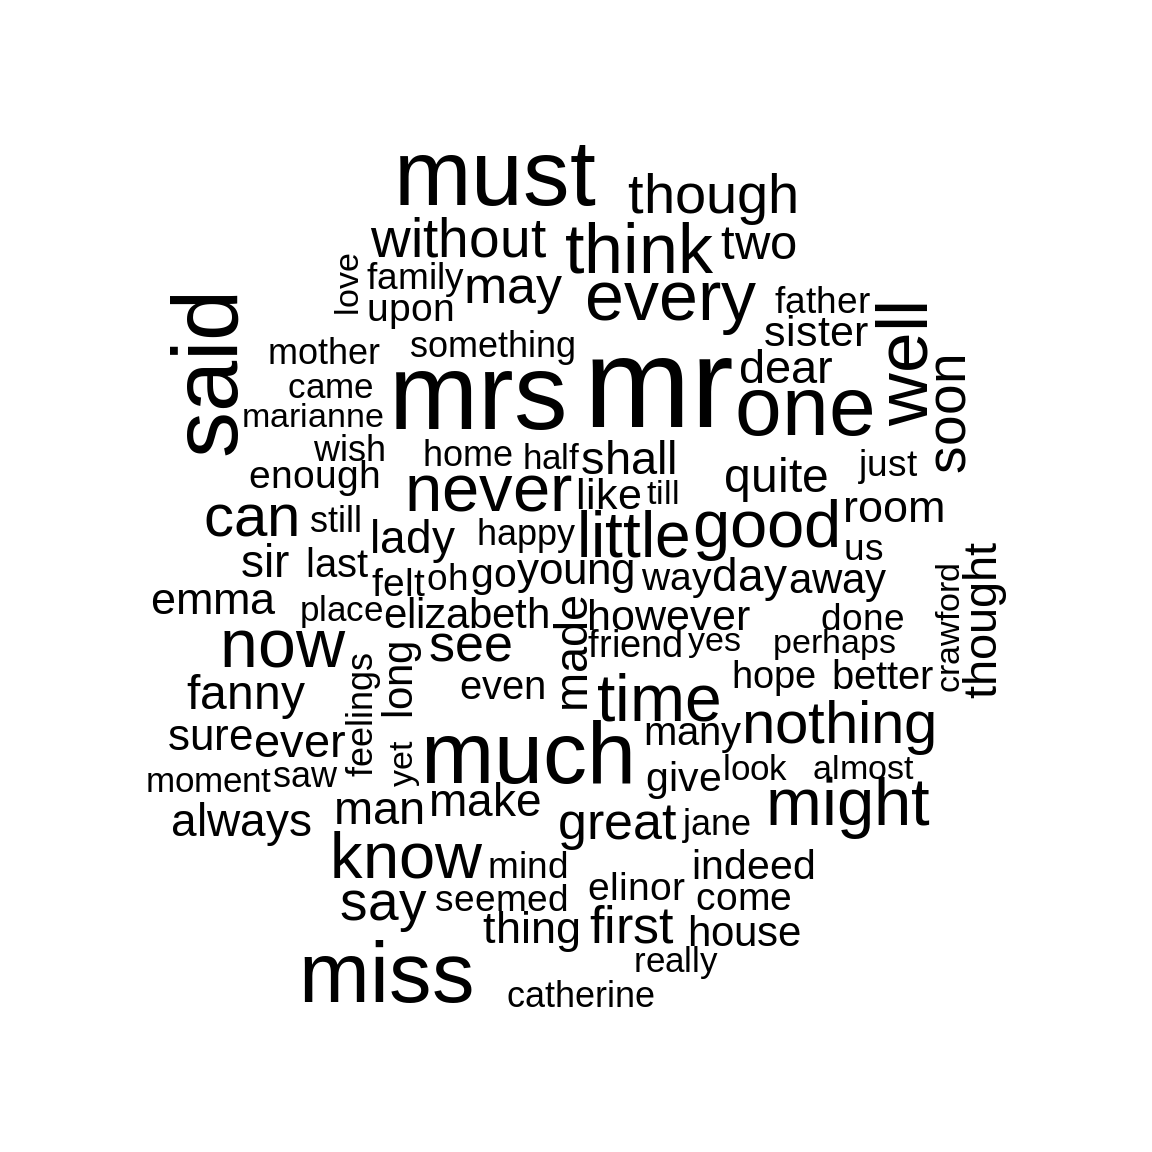 must
though
without think two
love family may every father
upon
said
sister well
mother something
mrs mr dear one soon
came
marianne
wish home half shall
enough never like till quite just
can still lady happy little good room
sir last felt oh go young way day away us
emma place elizabeth however done crawford thought
now long see made friend yes perhaps
fanny feelings even time hope better
sure ever yet much many nothing
moment saw give look almost
always man make great jane might
know mind indeed
say seemed elinor come
thing first house
miss really
catherine